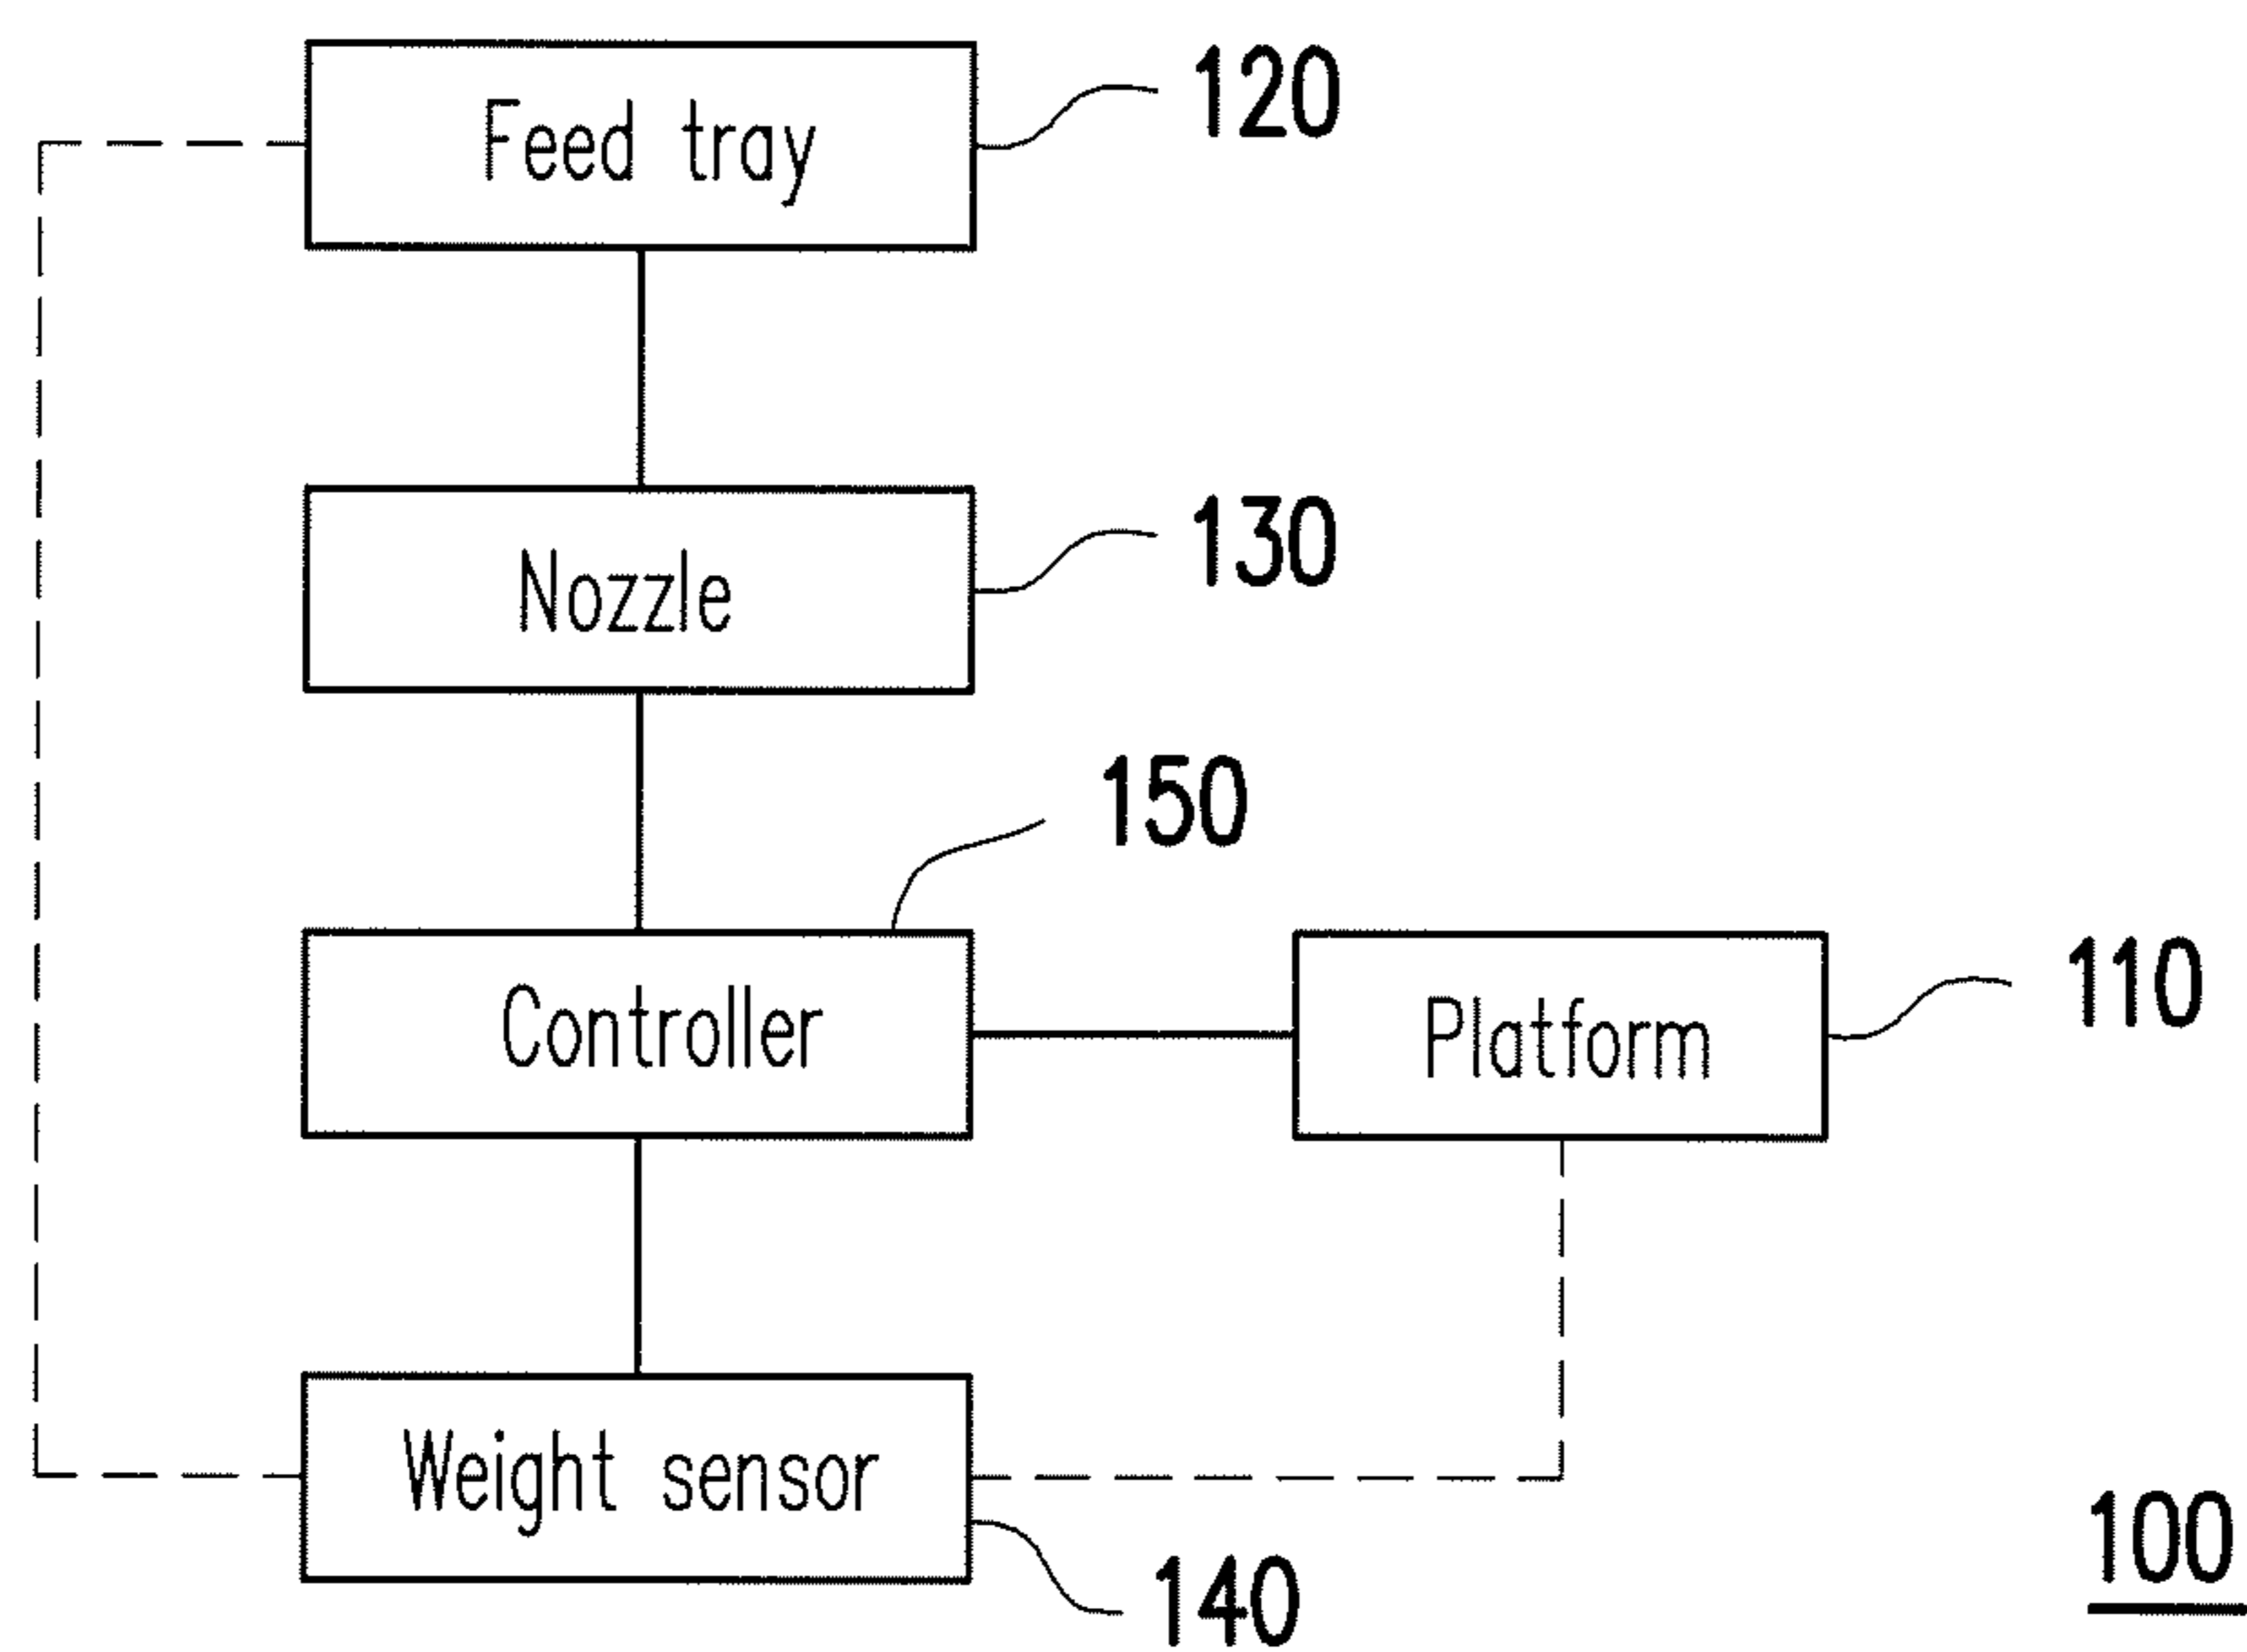 Feed tray
120
Nozzle
130
150
Controller
Platform
110
Weight sensor
140
100